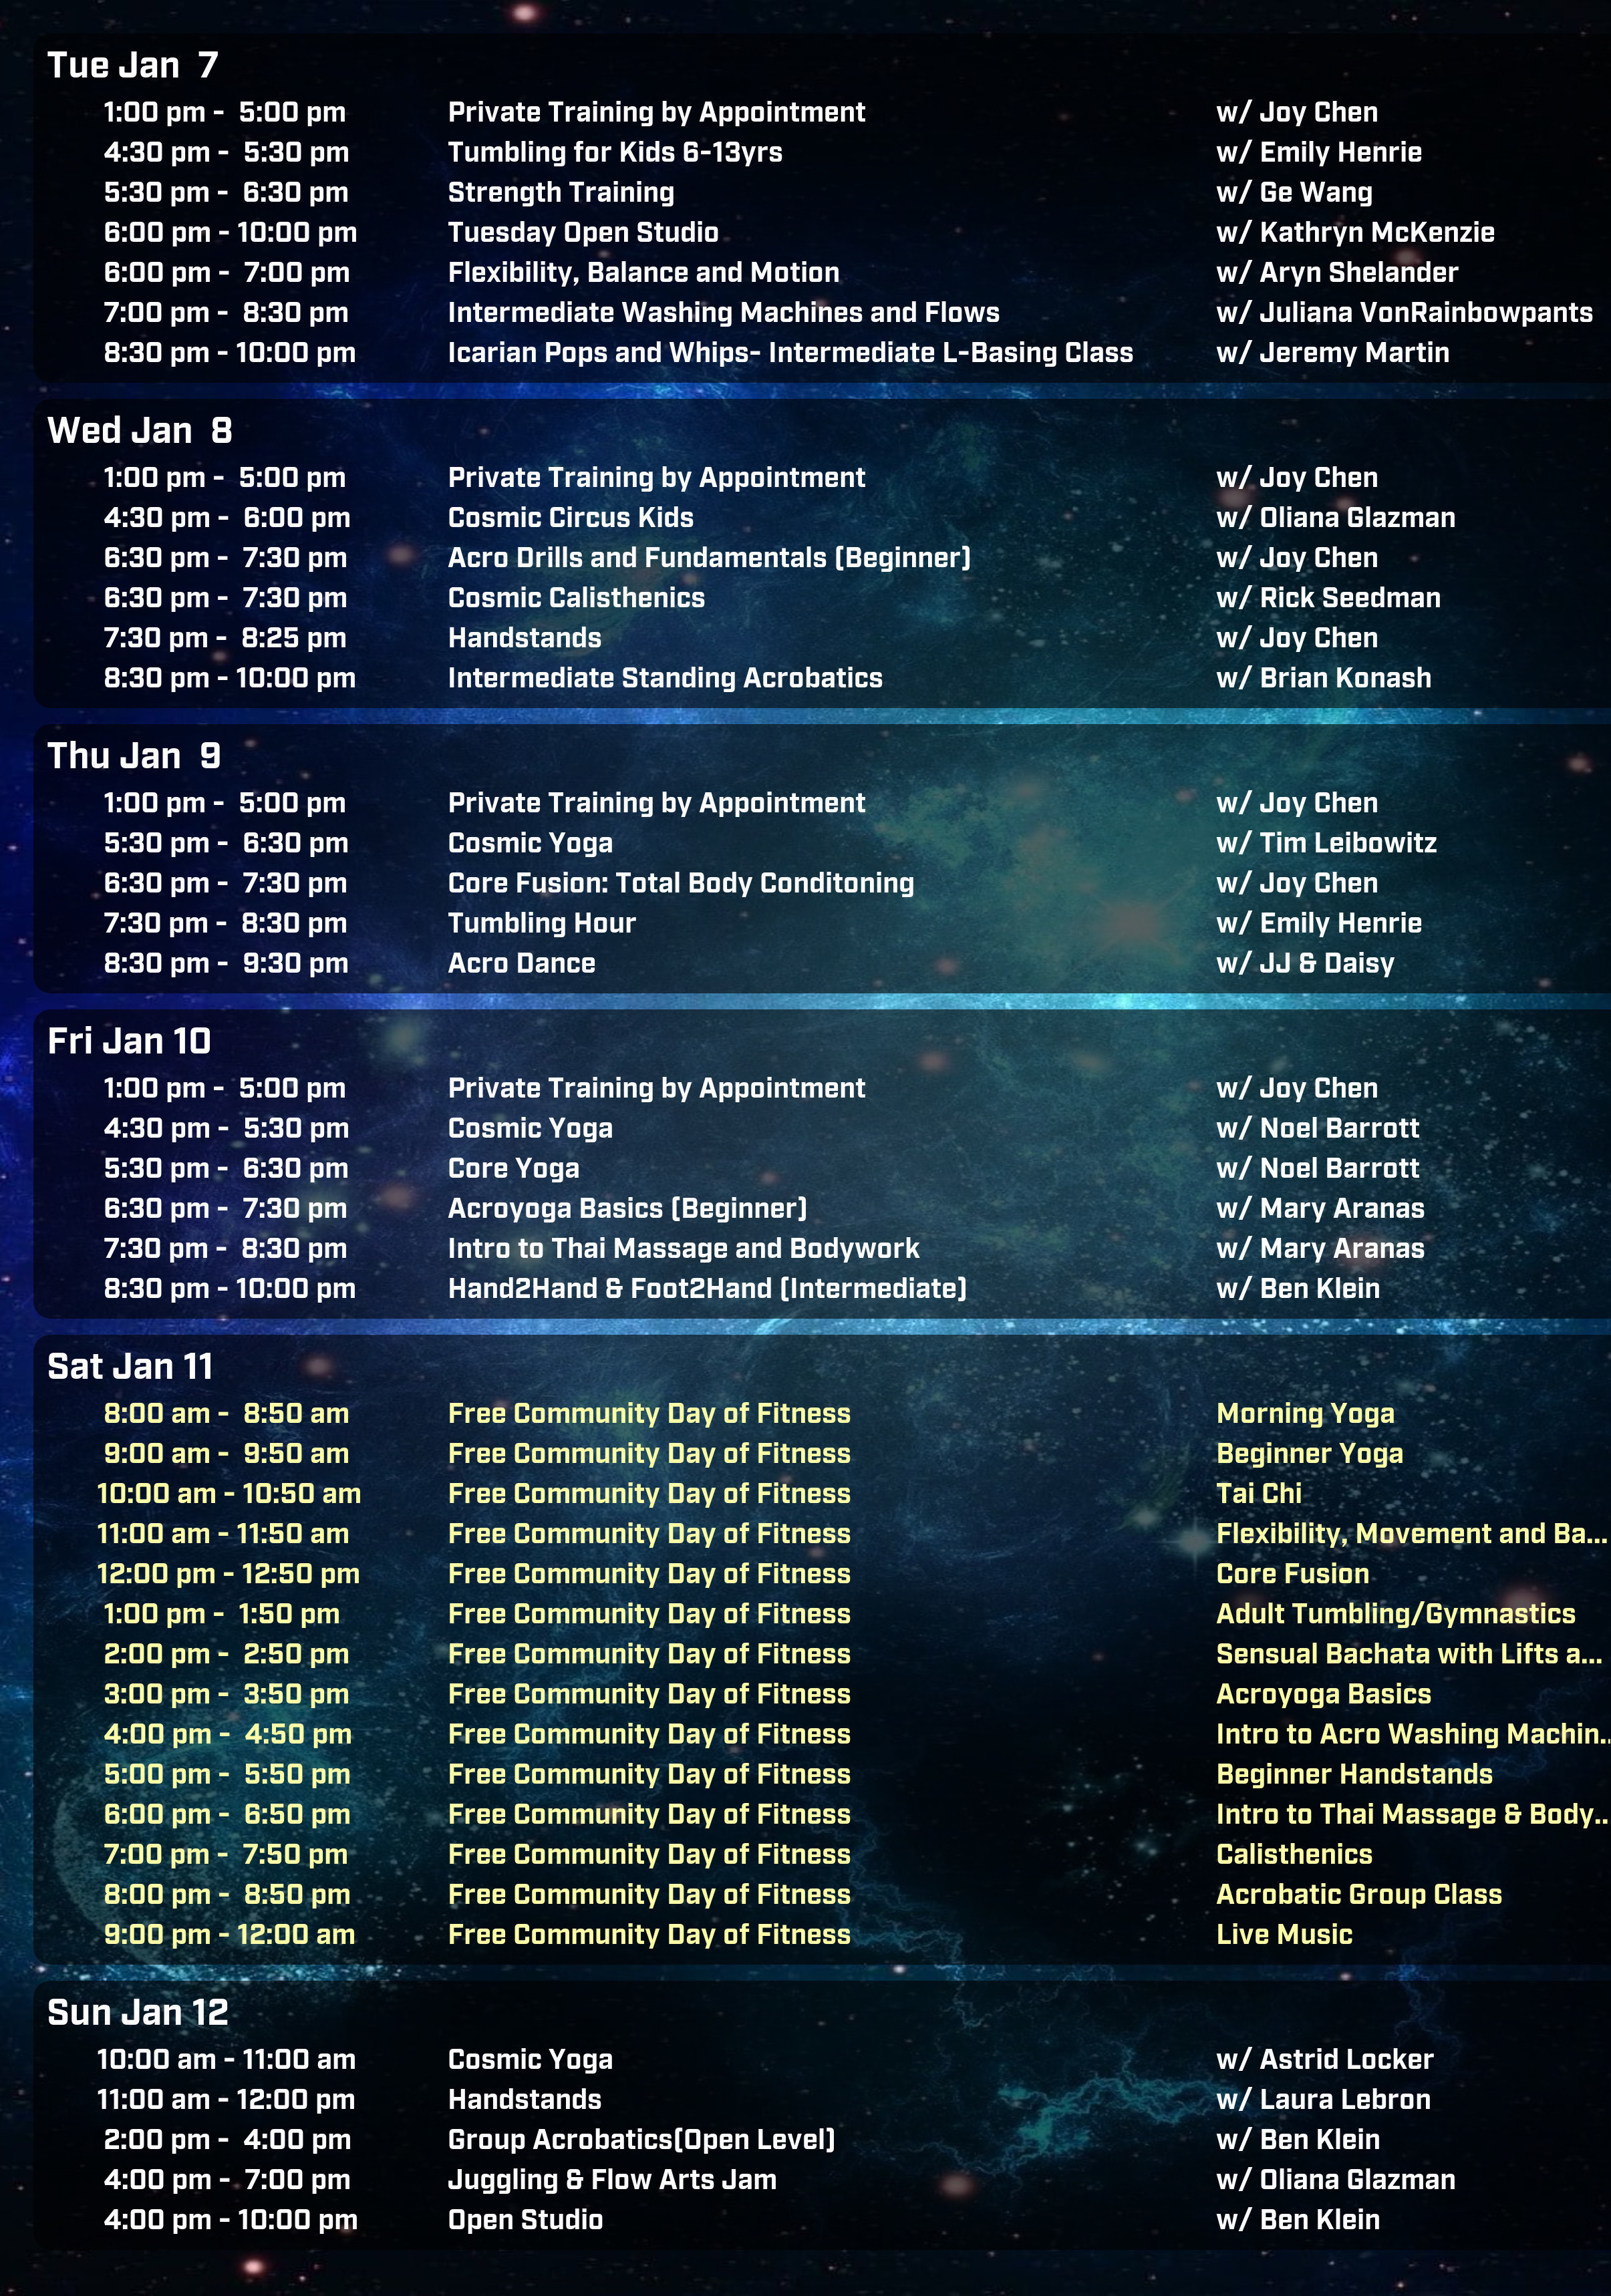 Tue Jan 7
1:00 pm - 5:00 pm Private Training by Appointment w/ Joy Chen
4:30 pm - 5:30 pm Tumbling for Kids 6-13yrs w/ Emily Henrie
5:30 pm - 6:30 pm Strength Training w/ Ge Wang
6:00 pm - 10:00 pm Tuesday Open Studio w/ Kathryn McKenzie
6:00 pm - 7:00 pm Flexibility, Balance and Motion w/ Aryn Shelander
7:00 pm - 8:30 pm Intermediate Washing Machines and Flows w/ Juliana VonRainbowpants
8:30 pm - 10:00 pm Icarian Pops and Whips- Intermediate L-Basing Class w/ Jeremy Martin
Wed Jan 8
1:00 pm - 5:00 pm Private Training by Appointment w/ Joy Chen
4:30 pm - 6:00 pm Cosmic Circus Kids w/ Oliana Glazman
6:30 pm - 7:30 pm Acro Drills and Fundamentals (Beginner) w/ Joy Chen
6:30 pm - 7:30 pm Cosmic Calisthenics w/ Rick Seedman
7:30 pm - 8:25 pm Handstands w/ Joy Chen
8:30 pm - 10:00 pm Intermediate Standing Acrobatics w/ Brian Konash
Thu Jan 9
1:00 pm - 5:00 pm Private Training by Appointment w/ Joy Chen
5:30 pm - 6:30 pm Cosmic Yoga w/ Tim Leibowitz
6:30 pm - 7:30 pm Core Fusion: Total Body Conditoning w/ Joy Chen
7:30 pm - 8:30 pm Tumbling Hour w/ Emily Henrie
8:30 pm - 9:30 pm Acro Dance w/ JJ & Daisy
Fri Jan 10
1:00 pm - 5:00 pm Private Training by Appointment w/ Joy Chen
4:30 pm - 5:30 pm Cosmic Yoga w/ Noel Barrott
5:30 pm - 6:30 pm Core Yoga w/ Noel Barrott
6:30 pm - 7:30 pm Acroyoga Basics (Beginner) w/ Mary Aranas
7:30 pm - 8:30 pm Intro to Thai Massage and Bodywork w/ Mary Aranas
8:30 pm - 10:00 pm Hand2Hand & Foot2Hand (Intermediate) w/ Ben Klein
Sat Jan 11
8:00 am - 8:50 am Free Community Day of Fitness Morning Yoga
9:00 am - 9:50 am Free Community Day of Fitness Beginner Yoga
10:00 am - 10:50 am Free Community Day of Fitness Tai Chi
11:00 am - 11:50 am Free Community Day of Fitness Flexibility, Movement and Ba...
12:00 pm - 12:50 pm Free Community Day of Fitness Core Fusion
1:00 pm - 1:50 pm Free Community Day of Fitness Adult Tumbling/Gymnastics
2:00 pm - 2:50 pm Free Community Day of Fitness Sensual Bachata with Lifts a...
3:00 pm - 3:50 pm Free Community Day of Fitness Acroyoga Basics
4:00 pm - 4:50 pm Free Community Day of Fitness Intro to Acro Washing Machin..
5:00 pm - 5:50 pm Free Community Day of Fitness Beginner Handstands
6:00 pm - 6:50 pm Free Community Day of Fitness Intro to Thai Massage & Body..
7:00 pm - 7:50 pm Free Community Day of Fitness Calisthenics
8:00 pm - 8:50 pm Free Community Day of Fitness Acrobatic Group Class
9:00 pm - 12:00 am Free Community Day of Fitness Live Music
Sun Jan 12
10:00 am - 11:00 am Cosmic Yoga w/ Astrid Locker
11:00 am - 12:00 pm Handstands w/ Laura Lebron
2:00 pm - 4:00 pm Group Acrobatics(Open Level) w/ Ben Klein
4:00 pm - 7:00 pm Juggling & Flow Arts Jam w/ Oliana Glazman
4:00 pm - 10:00 pm Open Studio w/ Ben Klein